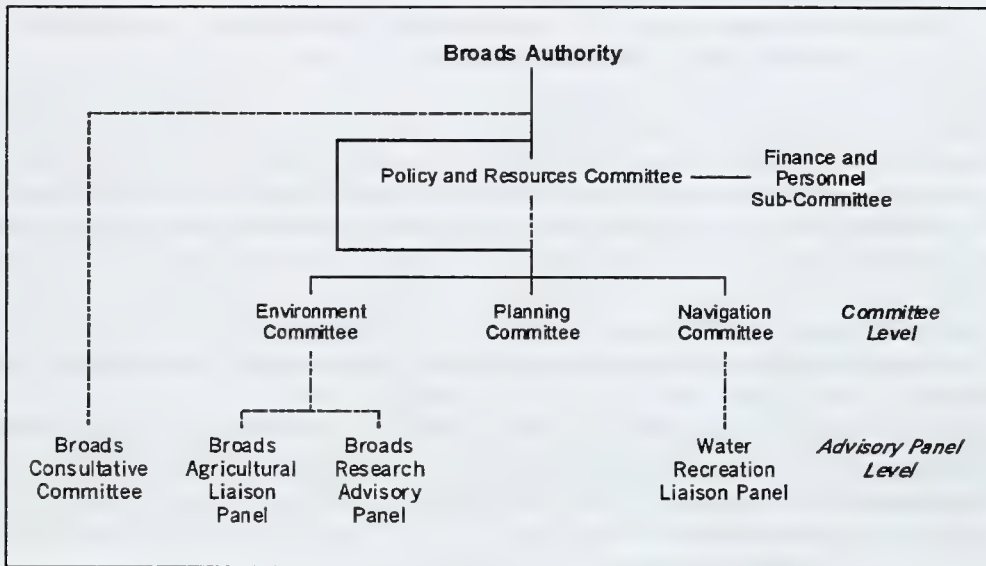 Broads Authority
Policy and Resources Committee
Finance and
Personnel
Sub-Committee
Environment
Committee
Planning
Committee
Navigation
Committee
Committee
Level
Broads
Consultative
Committee
Broads
Agricultural
Liaison
Panel
Broads
Research
Advisory
Panel
Water
Recreation
Liaison Panel
Advisory Panel
Level